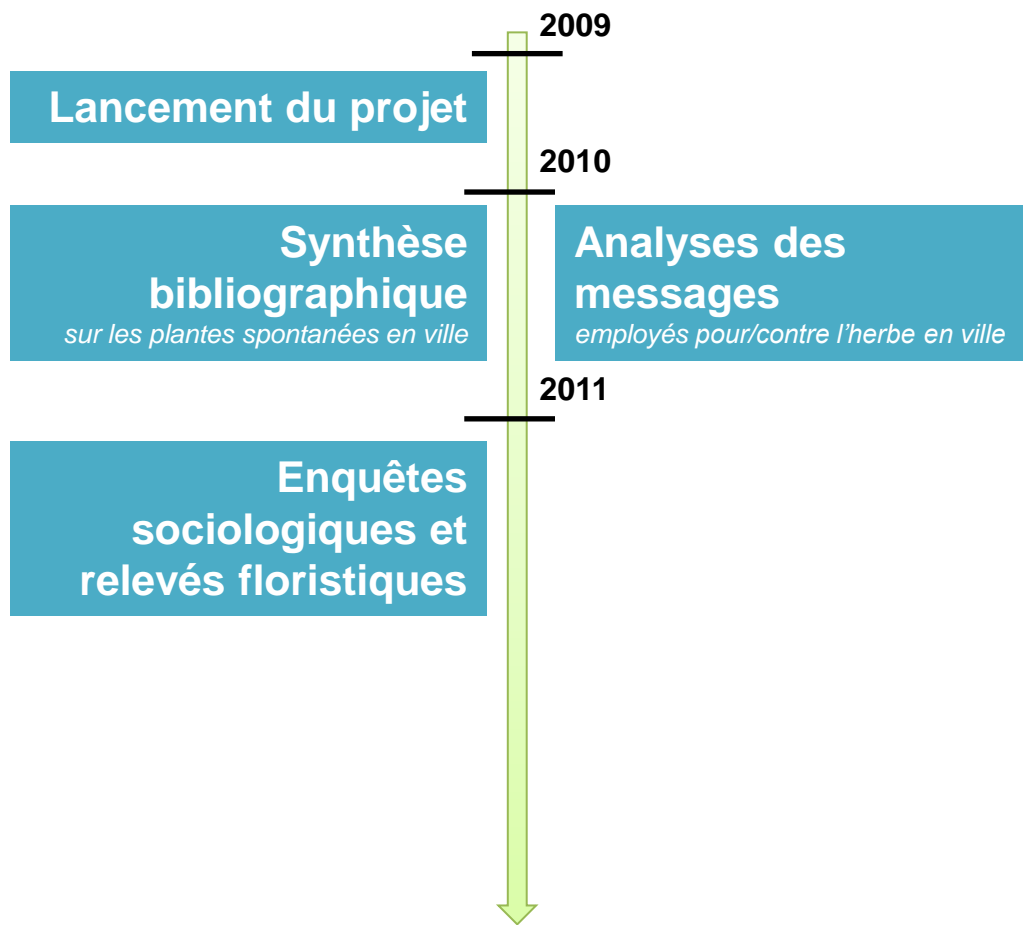 2009
Lancement du projet
2010
Synthèse
bibliographique
sur les plantes spontanées en ville
Analyses des
messages
employés pour/contre l’herbe en ville
2011
Enquêtes
sociologiques et
relevés floristiques